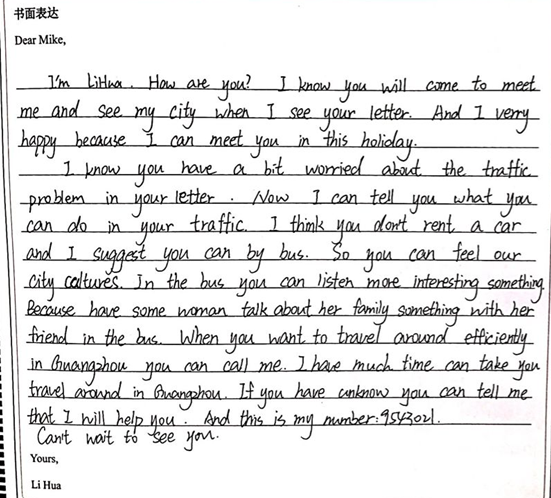 书面表达
Dear Mike,
I'm LiHua. How are you? I know you will come to meet
me and see my city when I see your letter. And I verry
happy because I can meet you in this holiday.
I know you have a bit worried about the traffic
problem in your letter. Now I can tell you what you
can do in your traffic. I think you don't rent a car
and I suggest you can by bus. So you can feel our
city caltures. In the bus you can listen more interesting something.
Because have some woman talk about her family something with her
friend in the bus. When you want to travel around efficiently
in Guangzhou you can call me. I have much time can take you
travel around in Guangzhou. If you have unknow you can tell me
that I will help you. And this is my number: 9543021.
Can't wait to see you.
Yours,
Li Hua